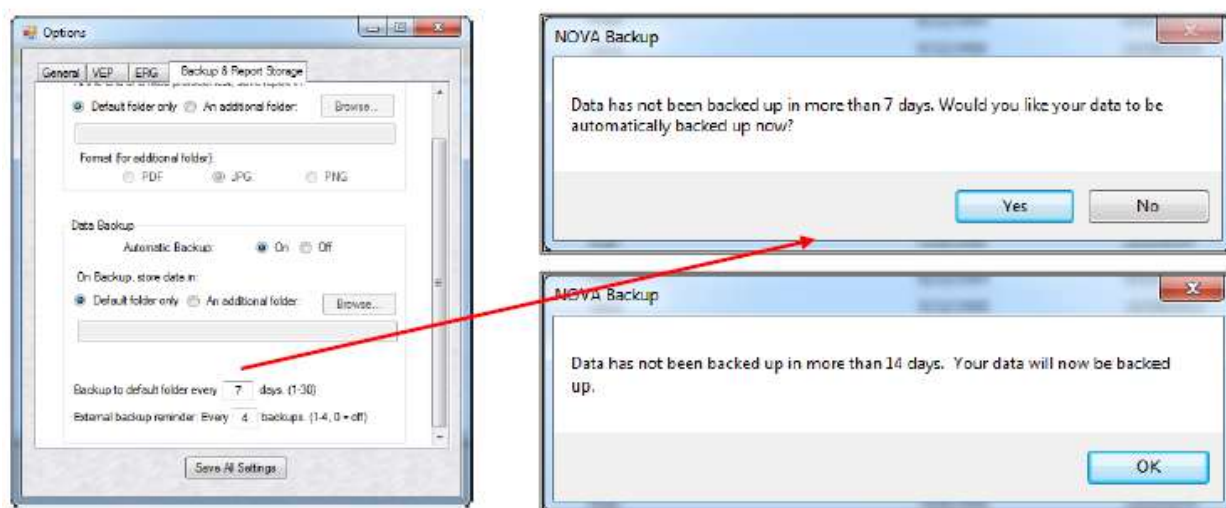 Options
General VEP ERG Backup & Report Storage
Default folder only An additional folder: Browse...
Format (for additional folder):
PDF JPG PNG
Data Backup
Automatic Backup: On Off
On Backup, store data in:
Default folder only An additional folder Browse...
Backup to default folder every 7 days. (1-30)
External backup reminder: Every 4 backups. (1-4, 0 = off)
Save All Settings
NOVA Backup
Data has not been backed up in more than 7 days. Would you like your data to be
automatically backed up now?
Yes No
NOVA Backup
Data has not been backed up in more than 14 days. Your data will now be backed
up.
OK